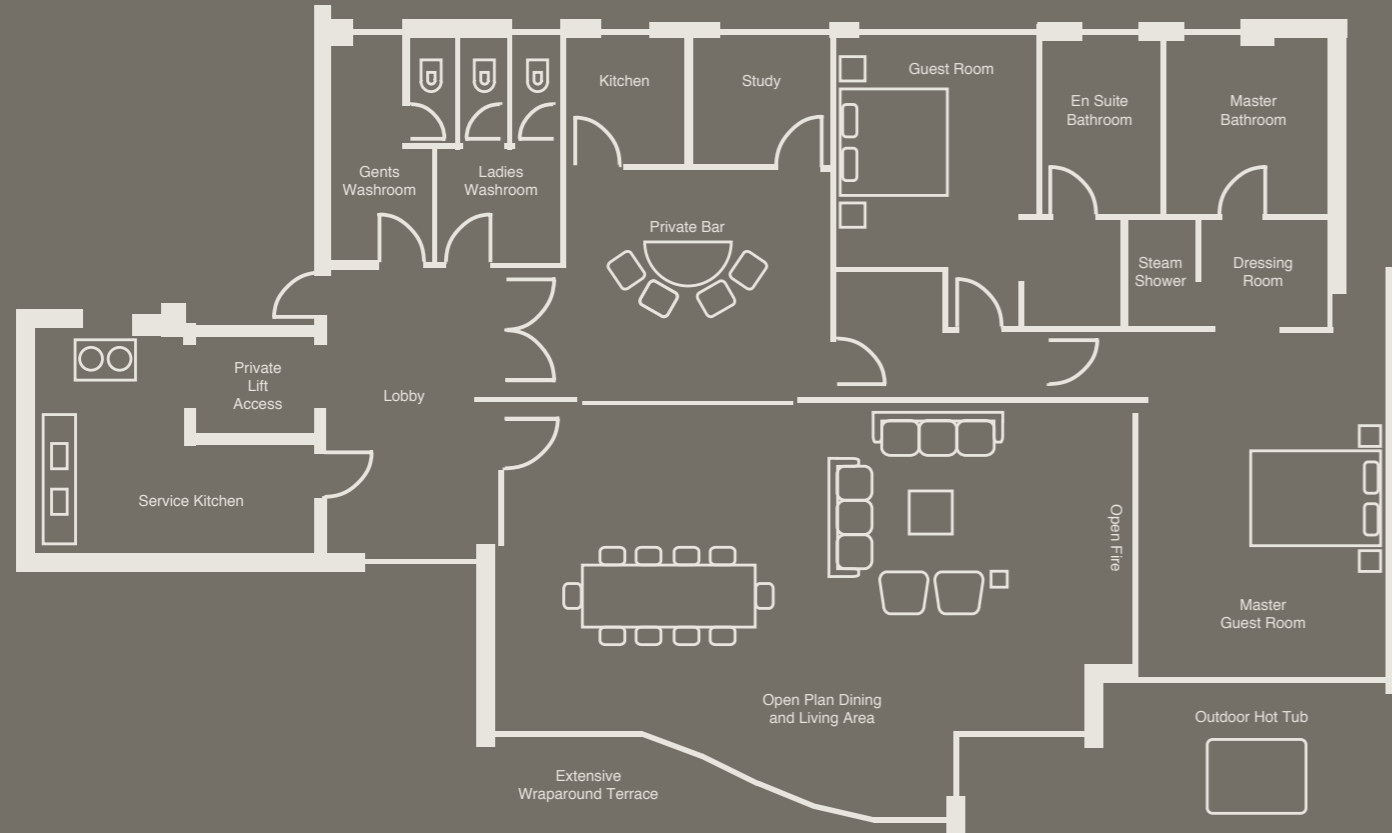 Kitchen
Study
Guest Room
En Suite
Bathroom
Master
Bathroom
Gents
Washroom
Ladies
Washroom
Private Bar
Steam
Shower
Dressing
Room
Private
Lift
Access
Lobby
Service Kitchen
Open Fire
Master
Guest Room
Open Plan Dining
and Living Area
Outdoor Hot Tub
Extensive
Wraparound Terrace